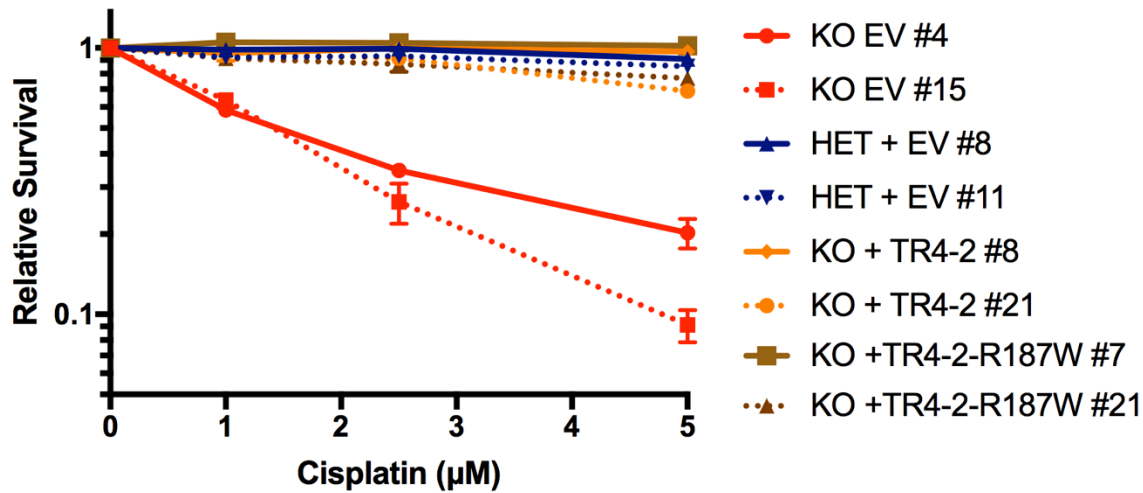 Relative Survival
1
0.1
0 1 2 3 4 5
Cisplatin (µM)
KO EV #4
KO EV #15
HET + EV #8
HET + EV #11
KO + TR4-2 #8
KO + TR4-2 #21
KO +TR4-2-R187W #7
KO +TR4-2-R187W #21